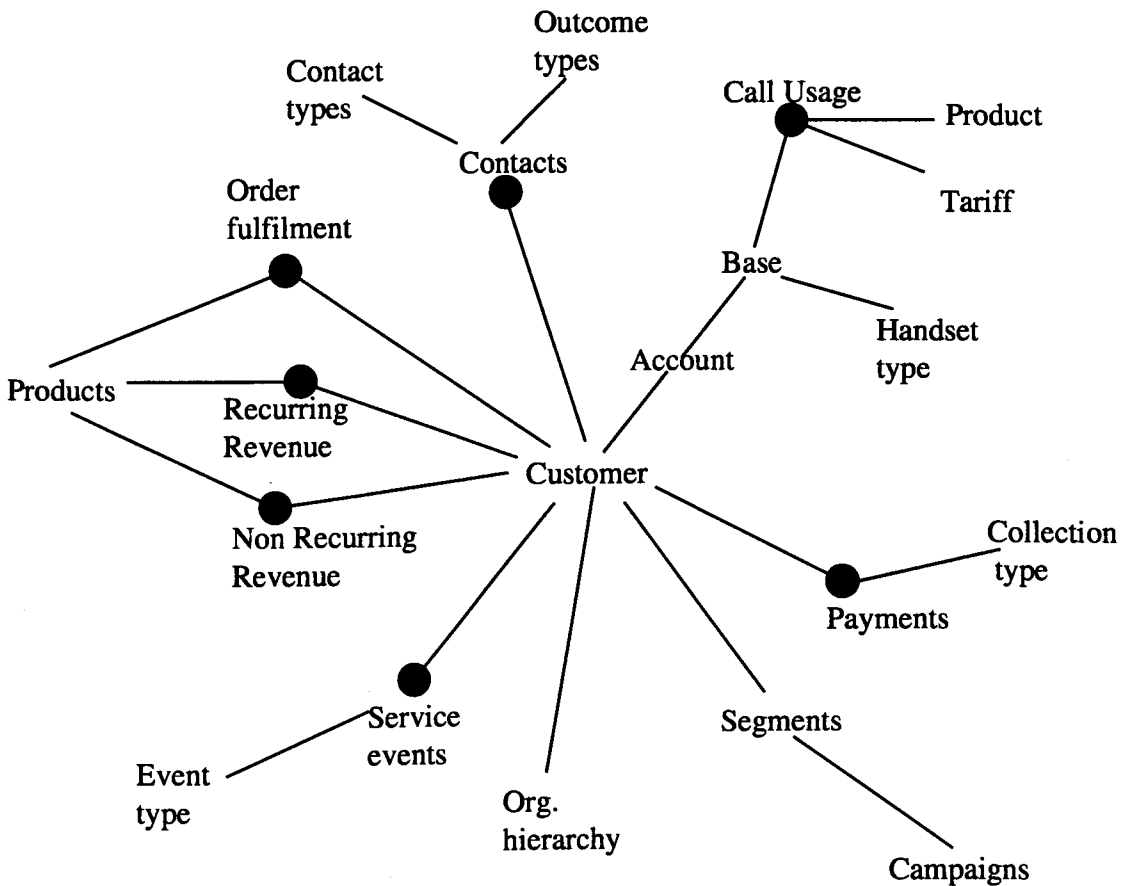 Outcome
types
Contact
types
Call Usage
Product
Contacts
Order
fulfilment
Tariff
Base
Handset
type
Account
Products
Recurring
Revenue
Customer
Non Recurring
Revenue
Collection
type
Payments
Service
events
Segments
Event
type
Org.
hierarchy
Campaigns